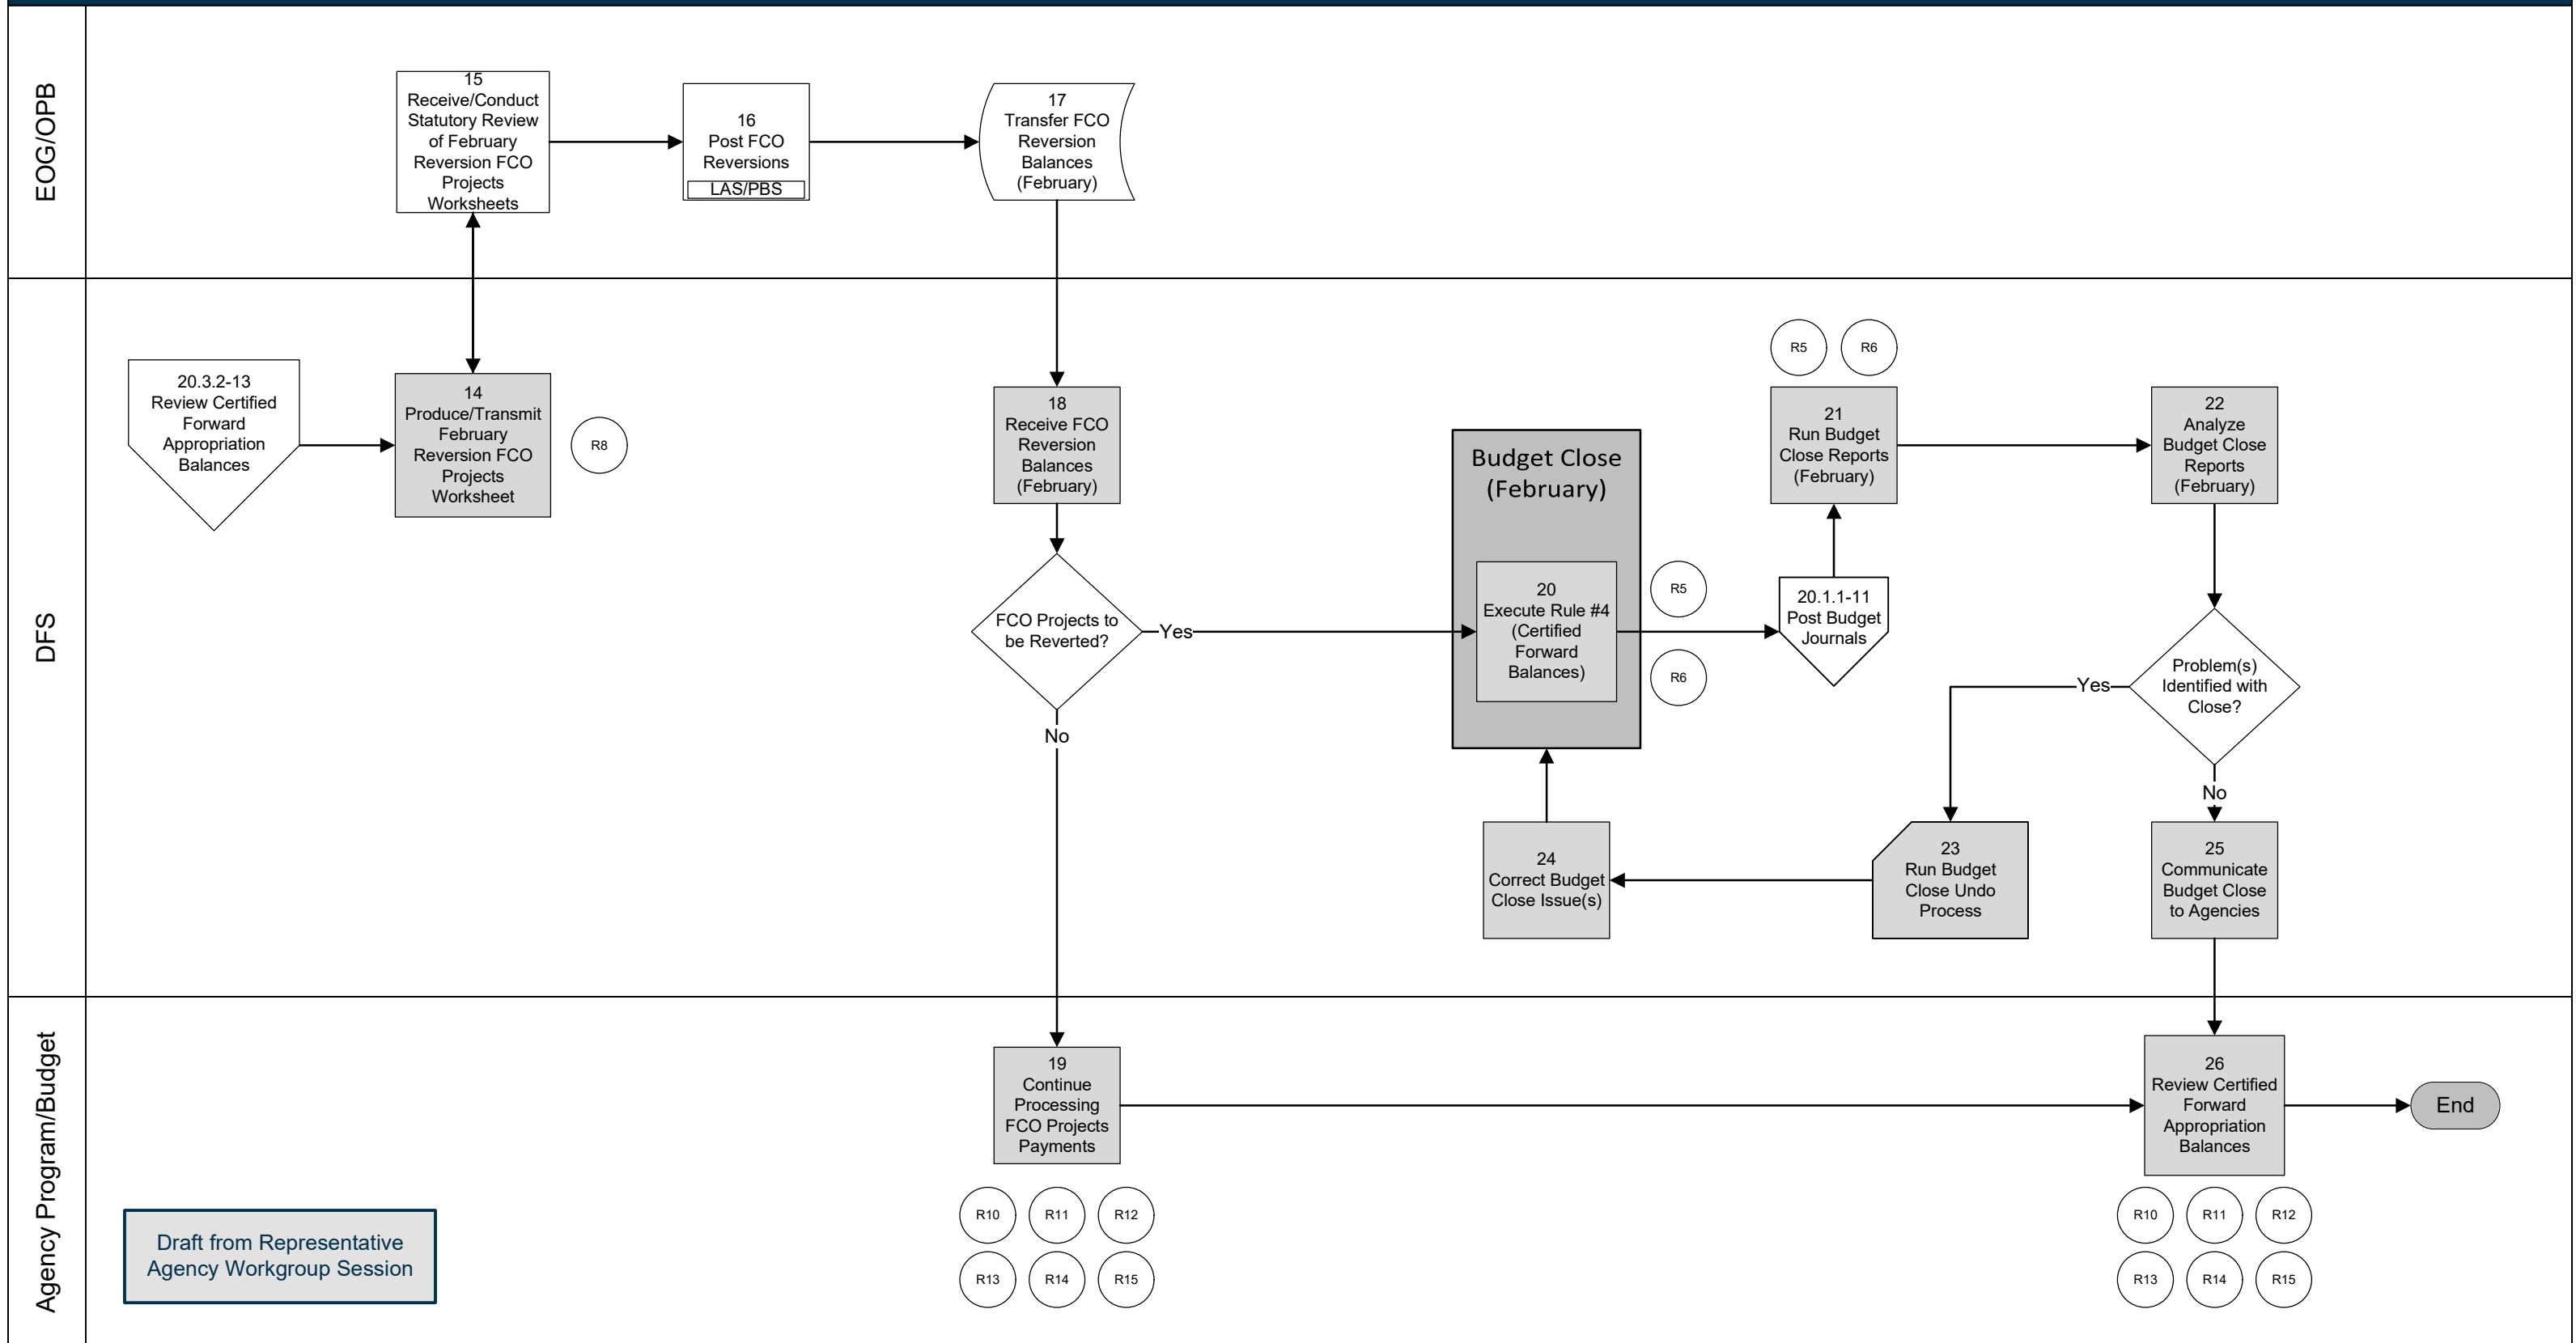 EOG/OPB
15
Receive/Conduct
Statutory Review
of February
Reversion FCO
Projects
Worksheets
16
Post FCO
Reversions
LAS/PBS
17
Transfer FCO
Reversion
Balances
(February)
DFS
20.3.2-13
Review Certified
Forward
Appropriation
Balances
14
Produce/Transmit
February
Reversion FCO
Projects
Worksheet
R8
18
Receive FCO
Reversion
Balances
(February)
FCO Projects to
be Reverted?
Yes
No
Budget Close
(February)
20
Execute Rule #4
(Certified
Forward
Balances)
R5
R6
20.1.1-11
Post Budget
Journals
R5
R6
21
Run Budget
Close Reports
(February)
22
Analyze
Budget Close
Reports
(February)
Problem(s)
Identified with
Close?
Yes
No
23
Run Budget
Close Undo
Process
24
Correct Budget
Close Issue(s)
25
Communicate
Budget Close
to Agencies
Agency Program/Budget
19
Continue
Processing
FCO Projects
Payments
R10
R11
R12
R13
R14
R15
26
Review Certified
Forward
Appropriation
Balances
R10
R11
R12
R13
R14
R15
End
Draft from Representative
Agency Workgroup Session